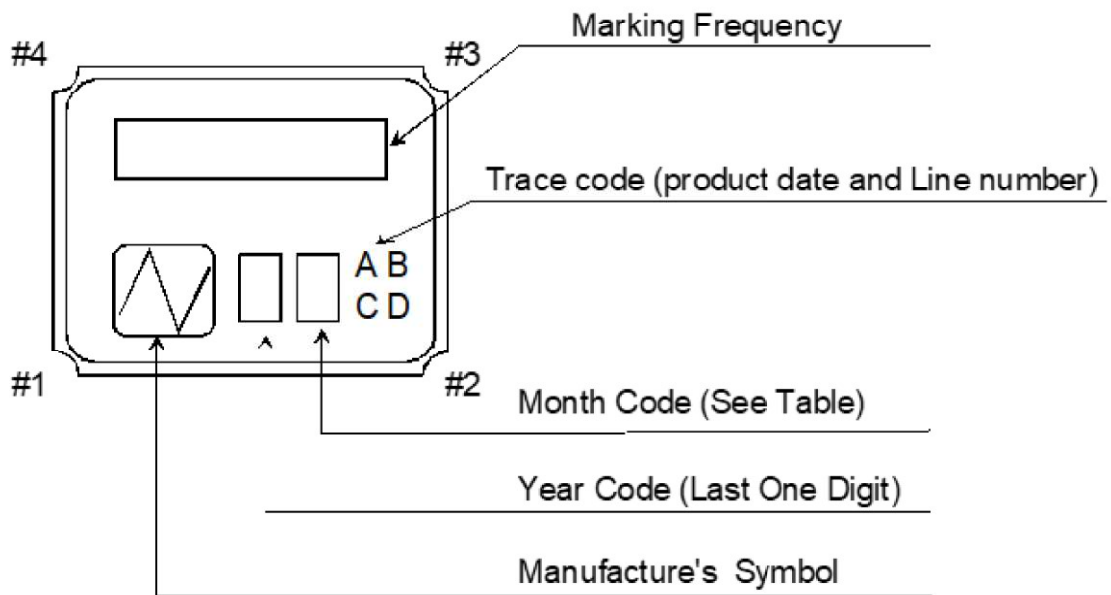 Marking Frequency
#4
#3
Trace code (product date and Line number)
A B
C D
#1
#2
Month Code (See Table)
Year Code (Last One Digit)
Manufacture's Symbol